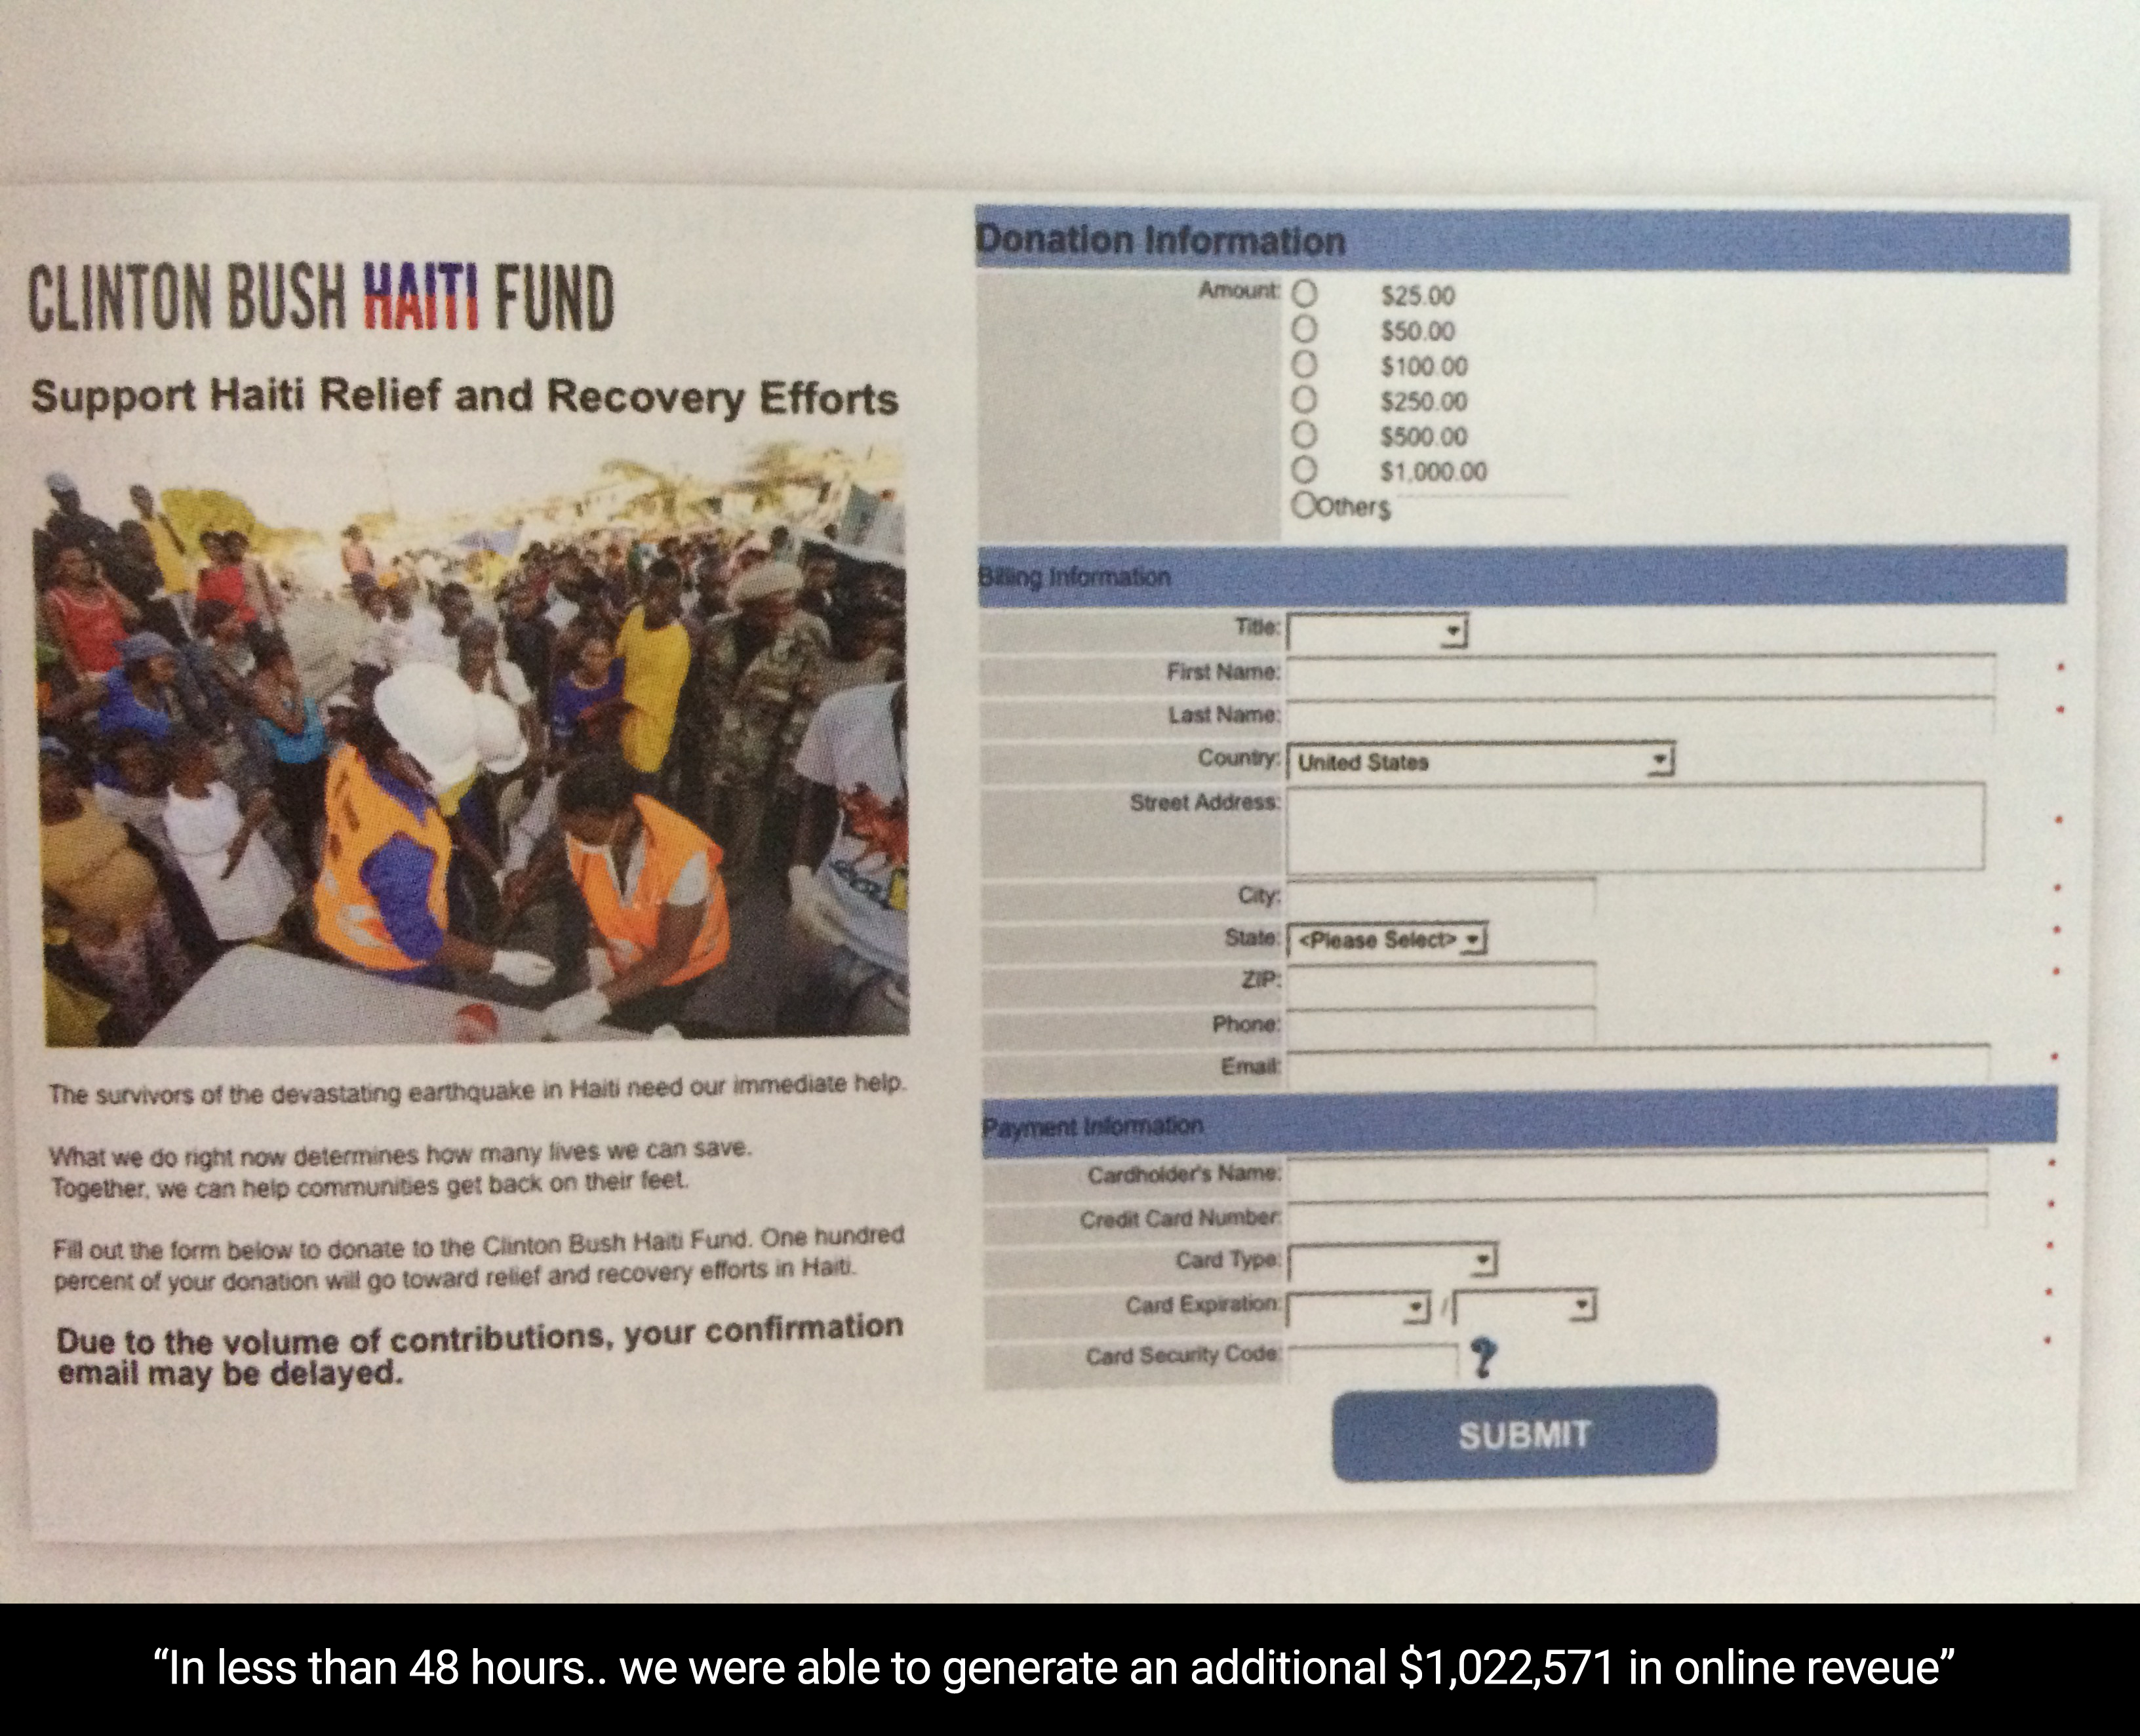 CLINTON BUSH HAITI FUND
Support Haiti Relief and Recovery Efforts
The survivors of the devastating earthquake in Haiti need our immediate help.
What we do right now determines how many lives we can save.
Together, we can help communities get back on their feet.
Fill out the form below to donate to the Clinton Bush Haiti Fund. One hundred
percent of your donation will go toward relief and recovery efforts in Haiti.
Due to the volume of contributions, your confirmation
email may be delayed.
Donation Information
Amount:
$25.00
$50.00
$100.00
$250.00
$500.00
$1,000.00
Other$
Billing Information
Title:
First Name: *
Last Name: *
Country: United States
Street Address: *
City: *
State: <Please Select> *
ZIP: *
Phone:
Email: *
Payment Information
Cardholder's Name: *
Credit Card Number: *
Card Type: *
Card Expiration: / *
Card Security Code: ? *
SUBMIT
“In less than 48 hours.. we were able to generate an additional $1,022,571 in online reveue”